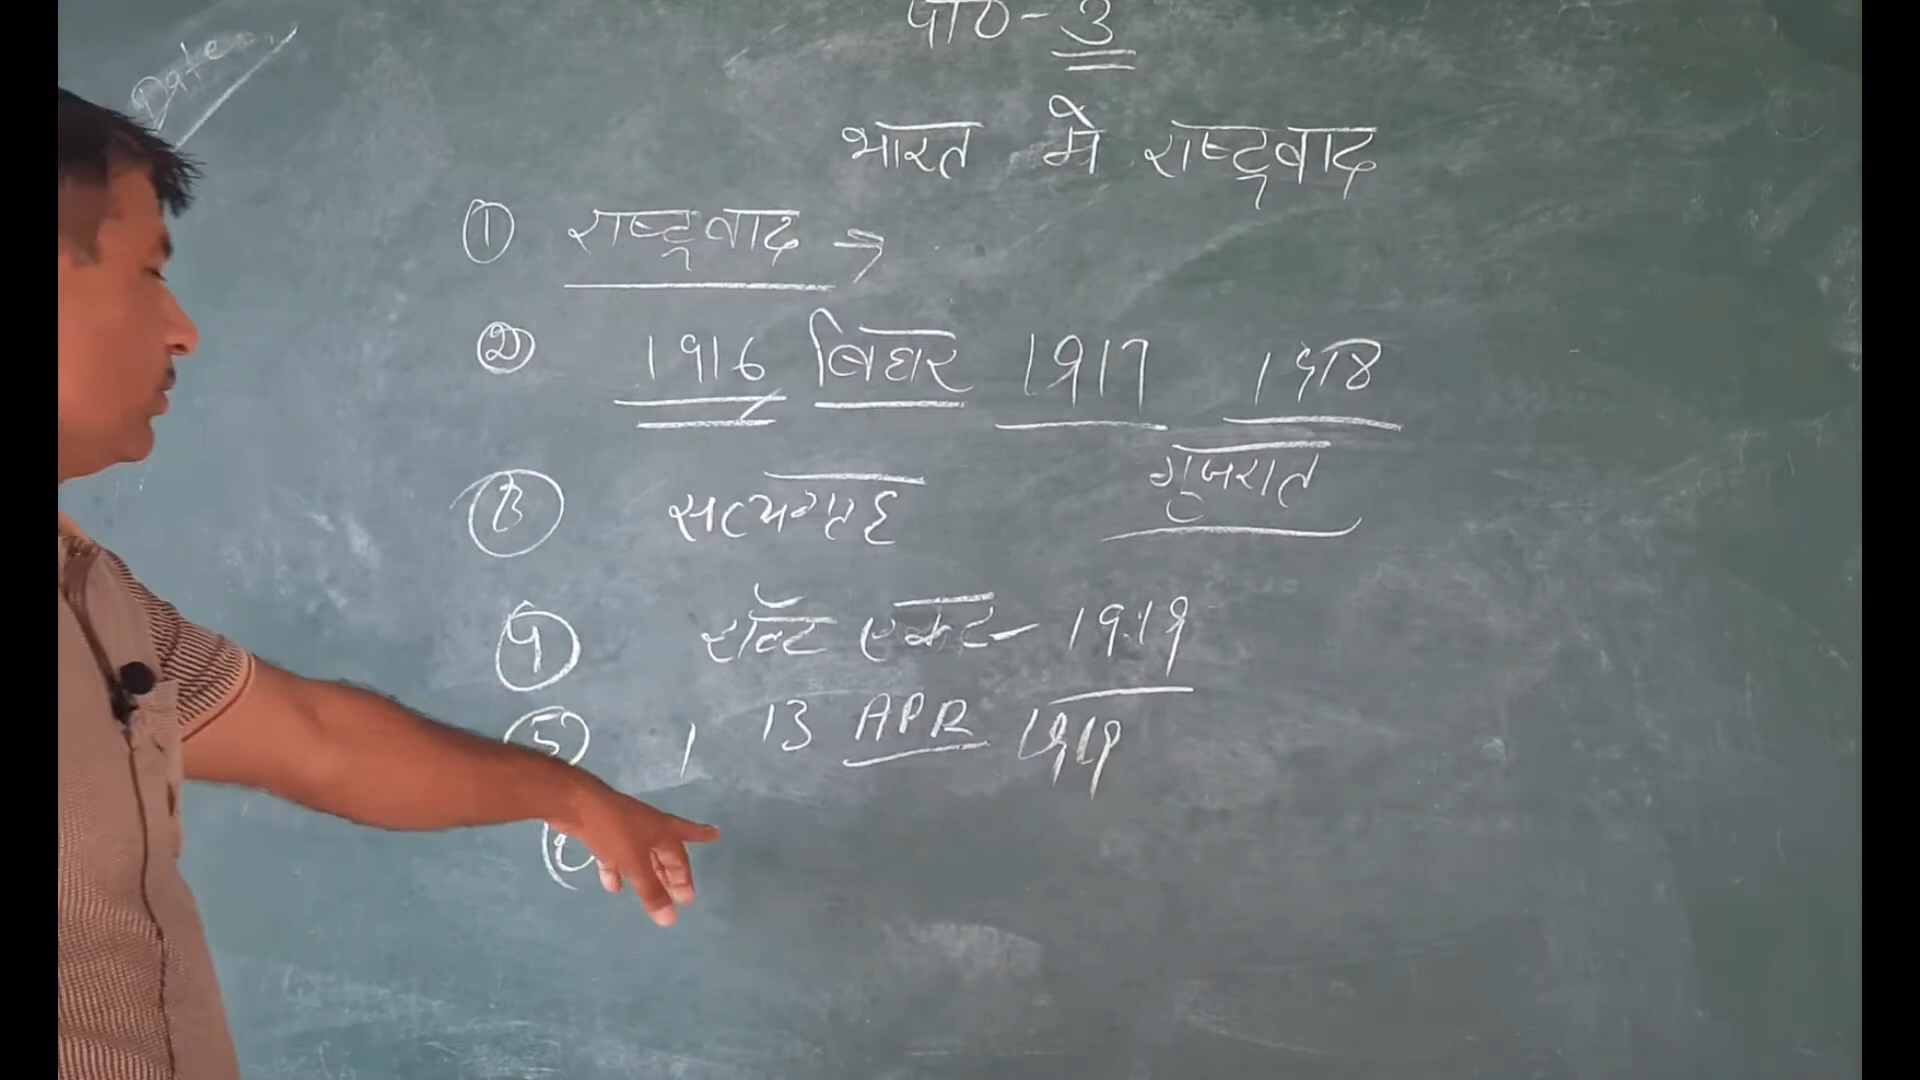 Date
पाठ-3
भारत मे राष्ट्रवाद
① राष्ट्रवाद →
② 1916 बिहार 1917 1918
गुजरात
③ सत्याग्रह
④ रॉलेट एक्ट - 1919
⑤ 1 13 APR 1919